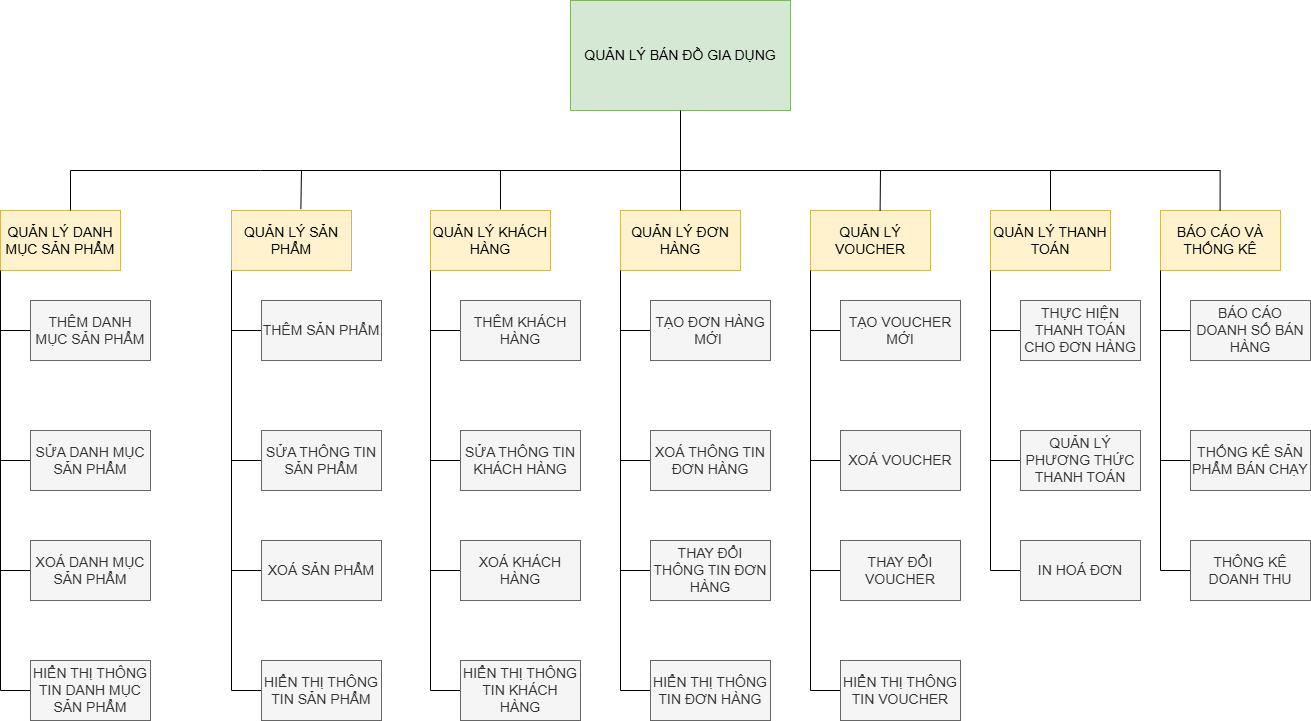 QUẢN LÝ BÁN ĐỒ GIA DỤNG
QUẢN LÝ DANH
MỤC SẢN PHẨM
QUẢN LÝ SẢN
PHẨM
QUẢN LÝ KHÁCH
HÀNG
QUẢN LÝ ĐƠN
HÀNG
QUẢN LÝ
VOUCHER
QUẢN LÝ THANH
TOÁN
BÁO CÁO VÀ
THỐNG KÊ
THÊM DANH
MỤC SẢN PHẨM
THÊM SẢN PHẨM
THÊM KHÁCH
HÀNG
TẠO ĐƠN HÀNG
MỚI
TẠO VOUCHER
MỚI
THỰC HIỆN
THANH TOÁN
CHO ĐƠN HÀNG
BÁO CÁO
DOANH SỐ BÁN
HÀNG
SỬA DANH MỤC
SẢN PHẨM
SỬA THÔNG TIN
SẢN PHẨM
SỬA THÔNG TIN
KHÁCH HÀNG
XOÁ THÔNG TIN
ĐƠN HÀNG
XOÁ VOUCHER
QUẢN LÝ
PHƯƠNG THỨC
THANH TOÁN
THỐNG KÊ SẢN
PHẨM BÁN CHẠY
XOÁ DANH MỤC
SẢN PHẨM
XOÁ SẢN PHẨM
XOÁ KHÁCH
HÀNG
THAY ĐỔI
THÔNG TIN ĐƠN
HÀNG
THAY ĐỔI
VOUCHER
IN HOÁ ĐƠN
THÔNG KÊ
DOANH THU
HIỂN THỊ THÔNG
TIN DANH MỤC
SẢN PHẨM
HIỂN THỊ THÔNG
TIN SẢN PHẨM
HIỂN THỊ THÔNG
TIN KHÁCH
HÀNG
HIỂN THỊ THÔNG
TIN ĐƠN HÀNG
HIỂN THỊ THÔNG
TIN VOUCHER